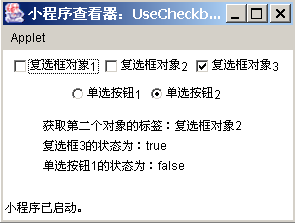 小程序查看器：UseCheckb...
Applet
复选框对象1 复选框对象2 复选框对象3
单选按钮1 单选按钮2
获取第二个对象的标签：复选框对象2
复选框3的状态为：true
单选按钮1的状态为：false
小程序已启动。